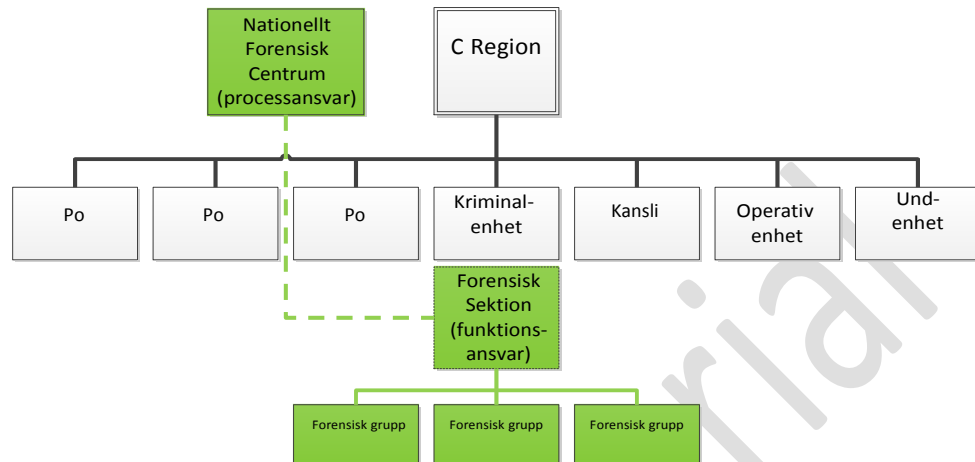 Nationellt
Forensisk
Centrum
(processansvar)
C Region
Po
Po
Po
Kriminal-
enhet
Kansli
Operativ
enhet
Und-
enhet
Forensisk
Sektion
(funktions-
ansvar)
Forensisk grupp
Forensisk grupp
Forensisk grupp